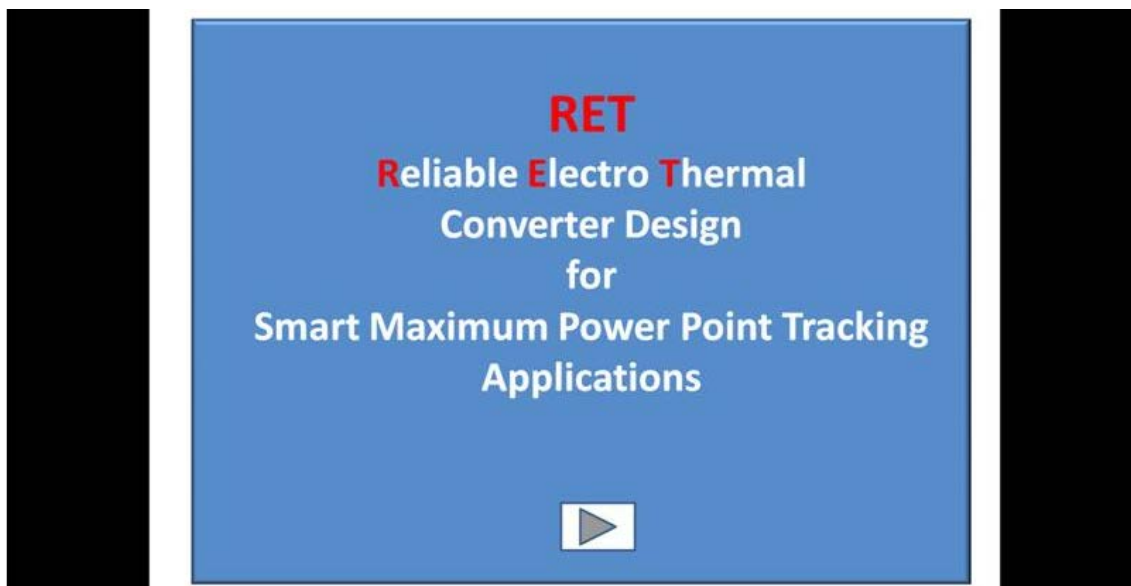 RET
Reliable Electro Thermal
Converter Design
for
Smart Maximum Power Point Tracking
Applications